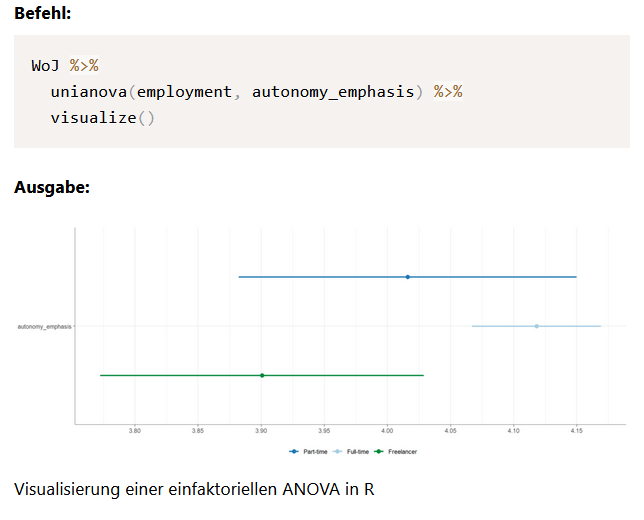 Befehl:
WoJ %>%
unianova(employment, autonomy_emphasis) %>%
visualize()
Ausgabe:
autonomy_emphasis
3.80 3.85 3.90 3.95 4.00 4.05 4.10 4.15
Part-time Full-time Freelancer
Visualisierung einer einfaktoriellen ANOVA in R